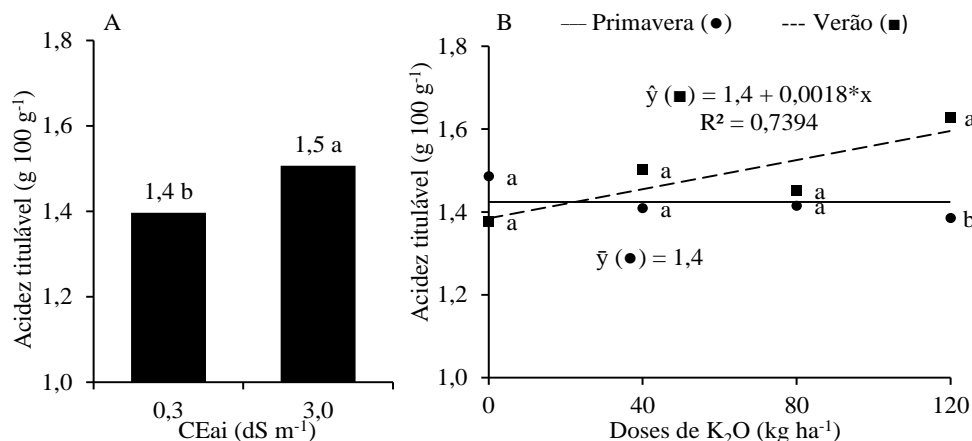 A
Acidez titulável (g 100 g⁻¹)
1,8
1,6
1,4
1,2
1,0
1,4 b
1,5 a
0,3
3,0
CEai (dS m⁻¹)
B
Primavera (●)
Verão (■)
Acidez titulável (g 100 g⁻¹)
1,8
1,6
1,4
1,2
1,0
ŷ (■) = 1,4 + 0,0018*x
R² = 0,7394
a
a
a
a
a
a
a
b
ȳ (●) = 1,4
0
40
80
120
Doses de K₂O (kg ha⁻¹)